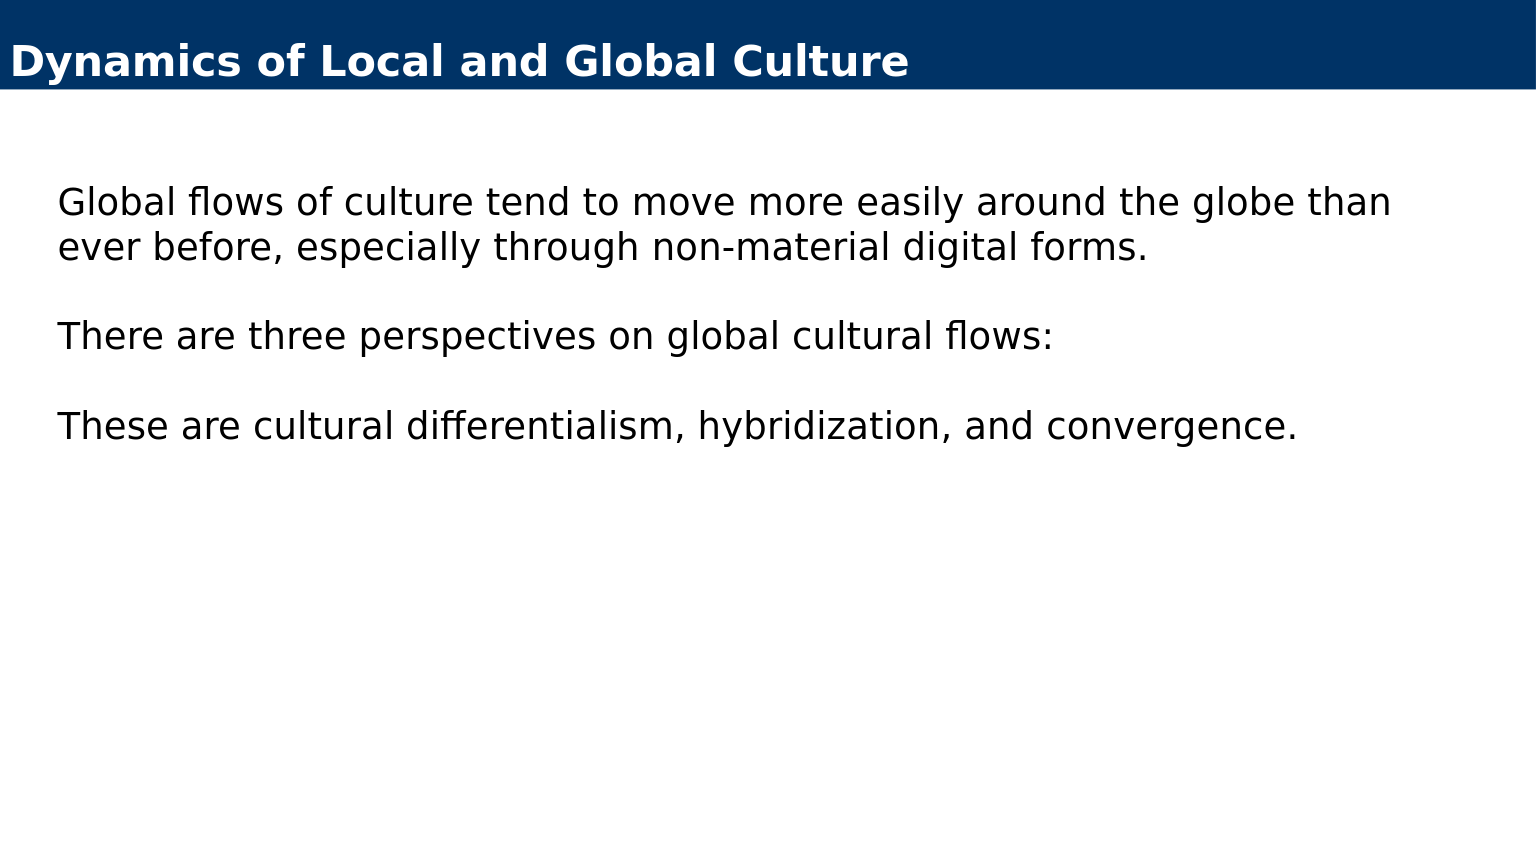 Dynamics of Local and Global Culture
Global flows of culture tend to move more easily around the globe than
ever before, especially through non-material digital forms.
There are three perspectives on global cultural flows:
These are cultural differentialism, hybridization, and convergence.